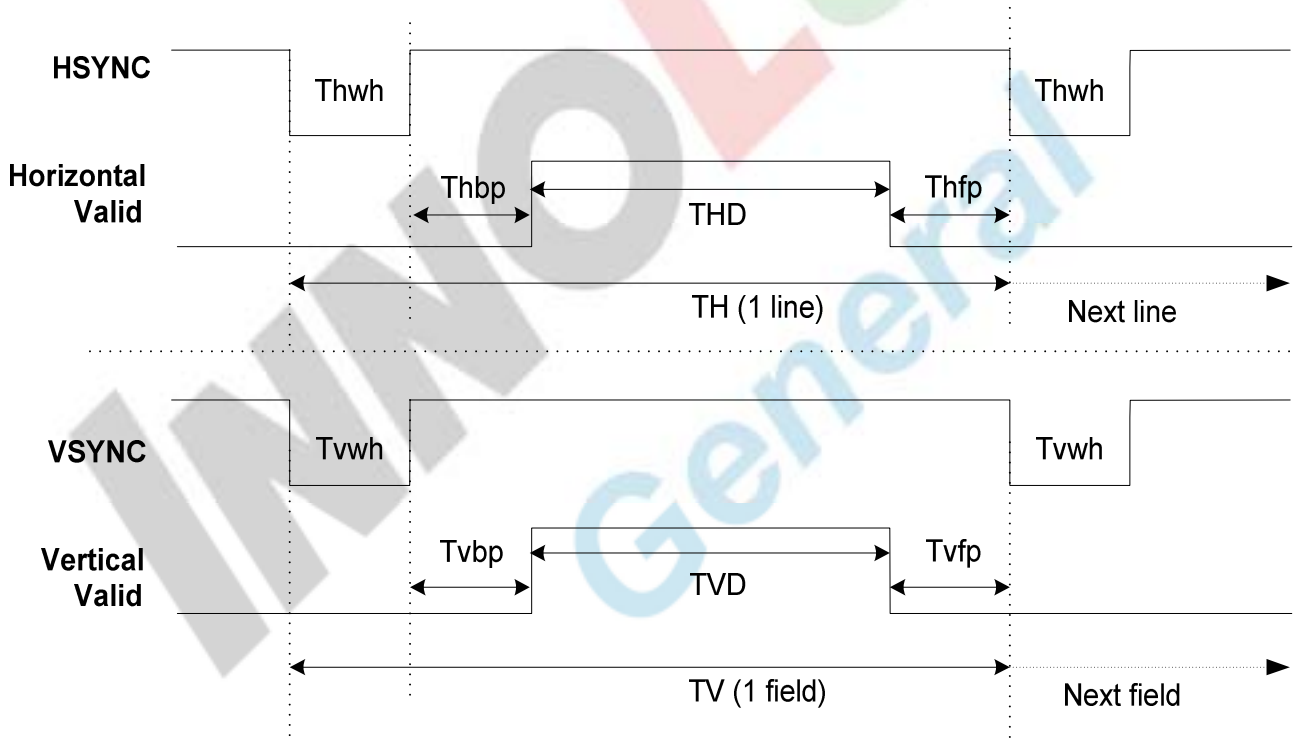 HSYNC
Thwh
Thwh
Horizontal
Valid
Thbp
THD
Thfp
TH (1 line)
Next line
VSYNC
Tvwh
Tvwh
Vertical
Valid
Tvbp
TVD
Tvfp
TV (1 field)
Next field
INNOL
General